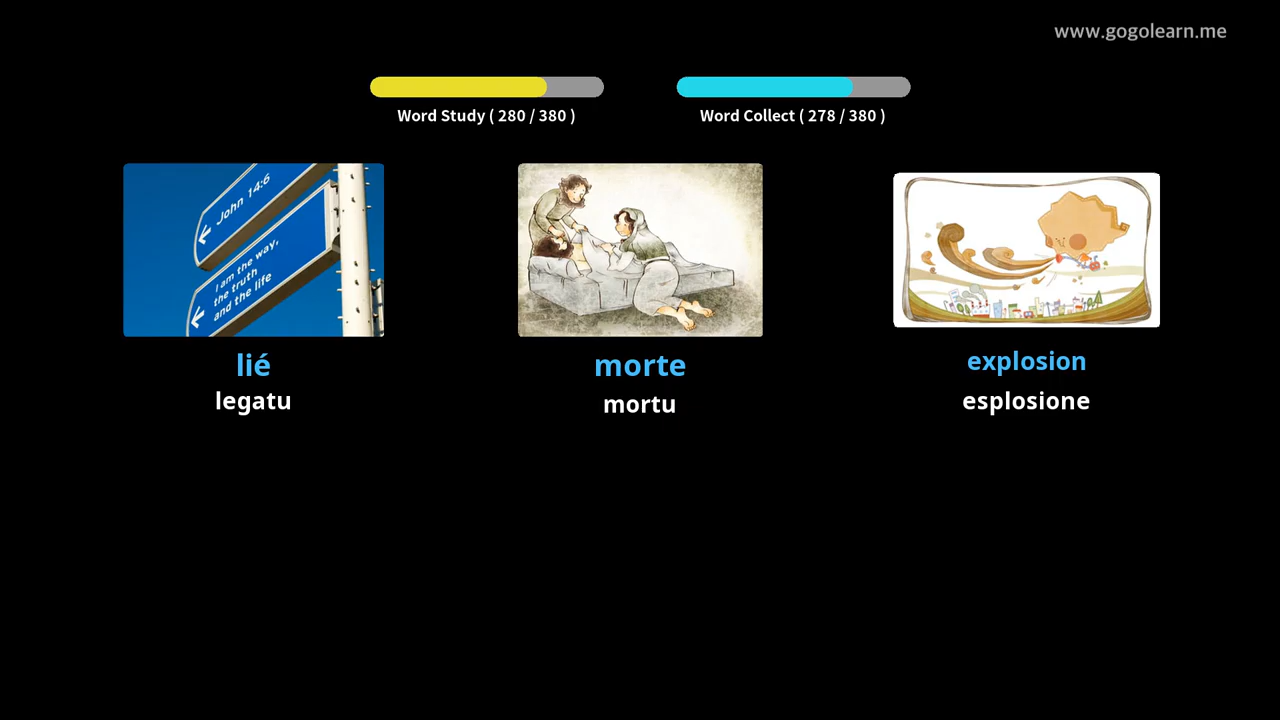 www.gogolearn.me
Word Study ( 280 / 380 )
Word Collect ( 278 / 380 )
John 14:6
I am the way,
the truth
and the life
lié
legatu
morte
mortu
explosion
esplosione